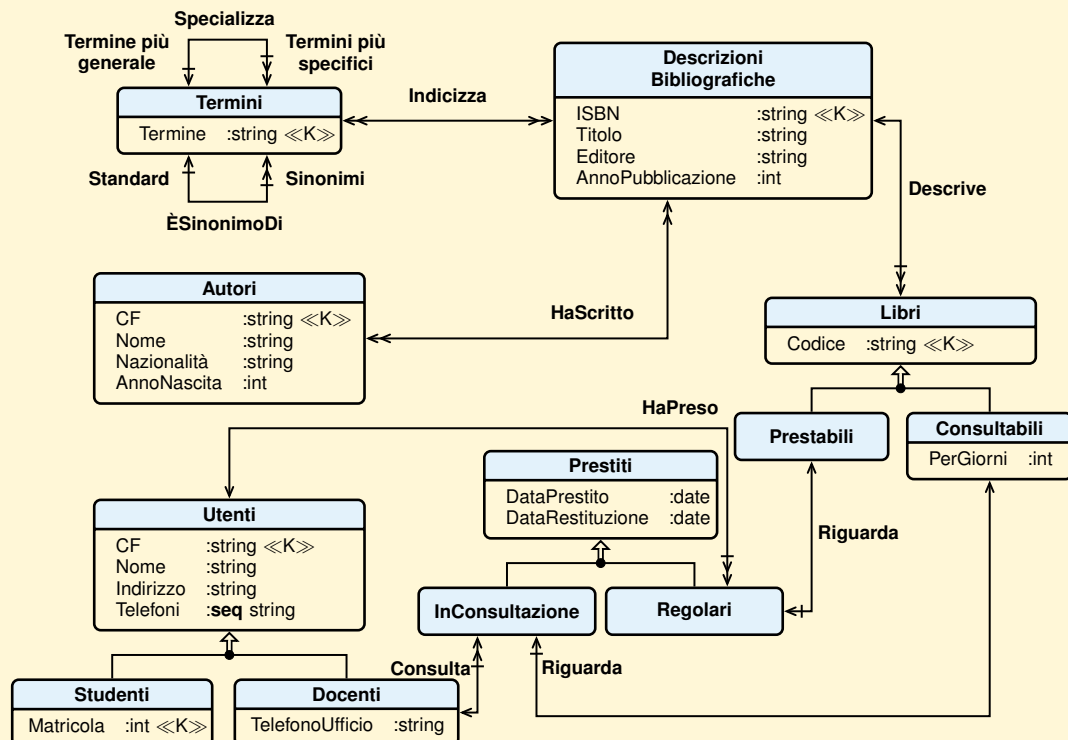 Specializza
Termine più
generale
Termini più
specifici
Termini
Termine :string ≪K≫
Standard
Sinonimi
ÈSinonimoDi
Indicizza
Descrizioni
Bibliografiche
ISBN :string ≪K≫
Titolo :string
Editore :string
AnnoPubblicazione :int
Descrive
Autori
CF :string ≪K≫
Nome :string
Nazionalità :string
AnnoNascita :int
HaScritto
Libri
Codice :string ≪K≫
HaPreso
Prestabili
Consultabili
PerGiorni :int
Prestiti
DataPrestito :date
DataRestituzione :date
Riguarda
Utenti
CF :string ≪K≫
Nome :string
Indirizzo :string
Telefoni :seq string
InConsultazione
Regolari
Consulta
Riguarda
Studenti
Matricola :int ≪K≫
Docenti
TelefonoUfficio :string